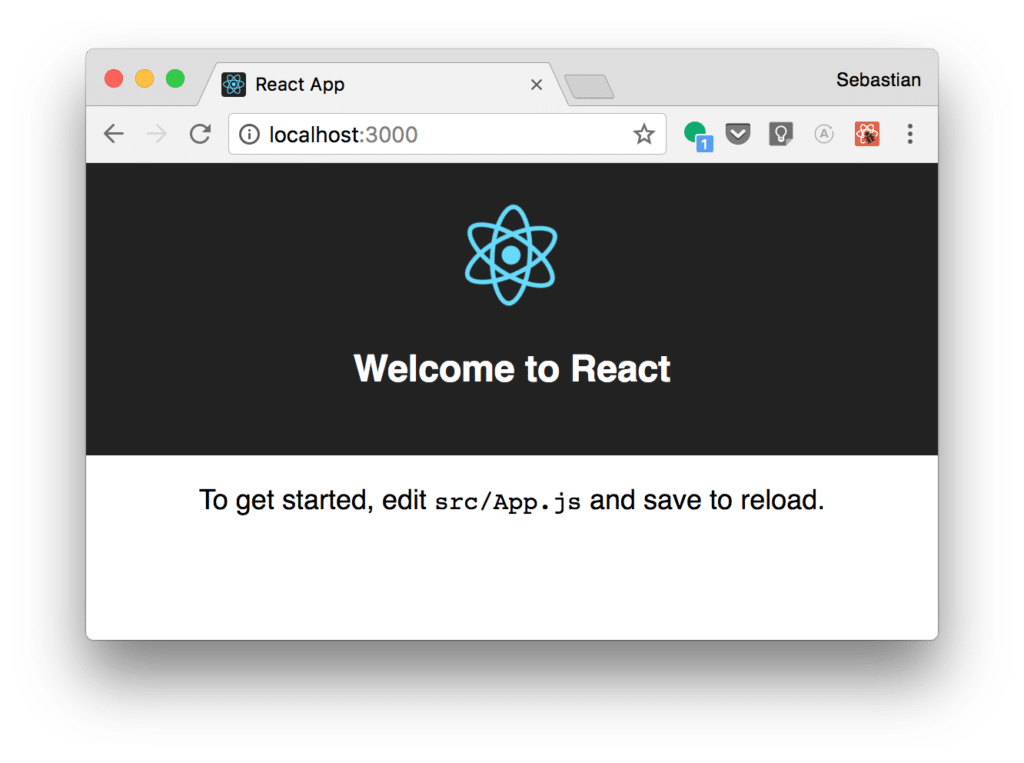 React App
Sebastian
localhost:3000
1
A
Welcome to React
To get started, edit src/App.js and save to reload.